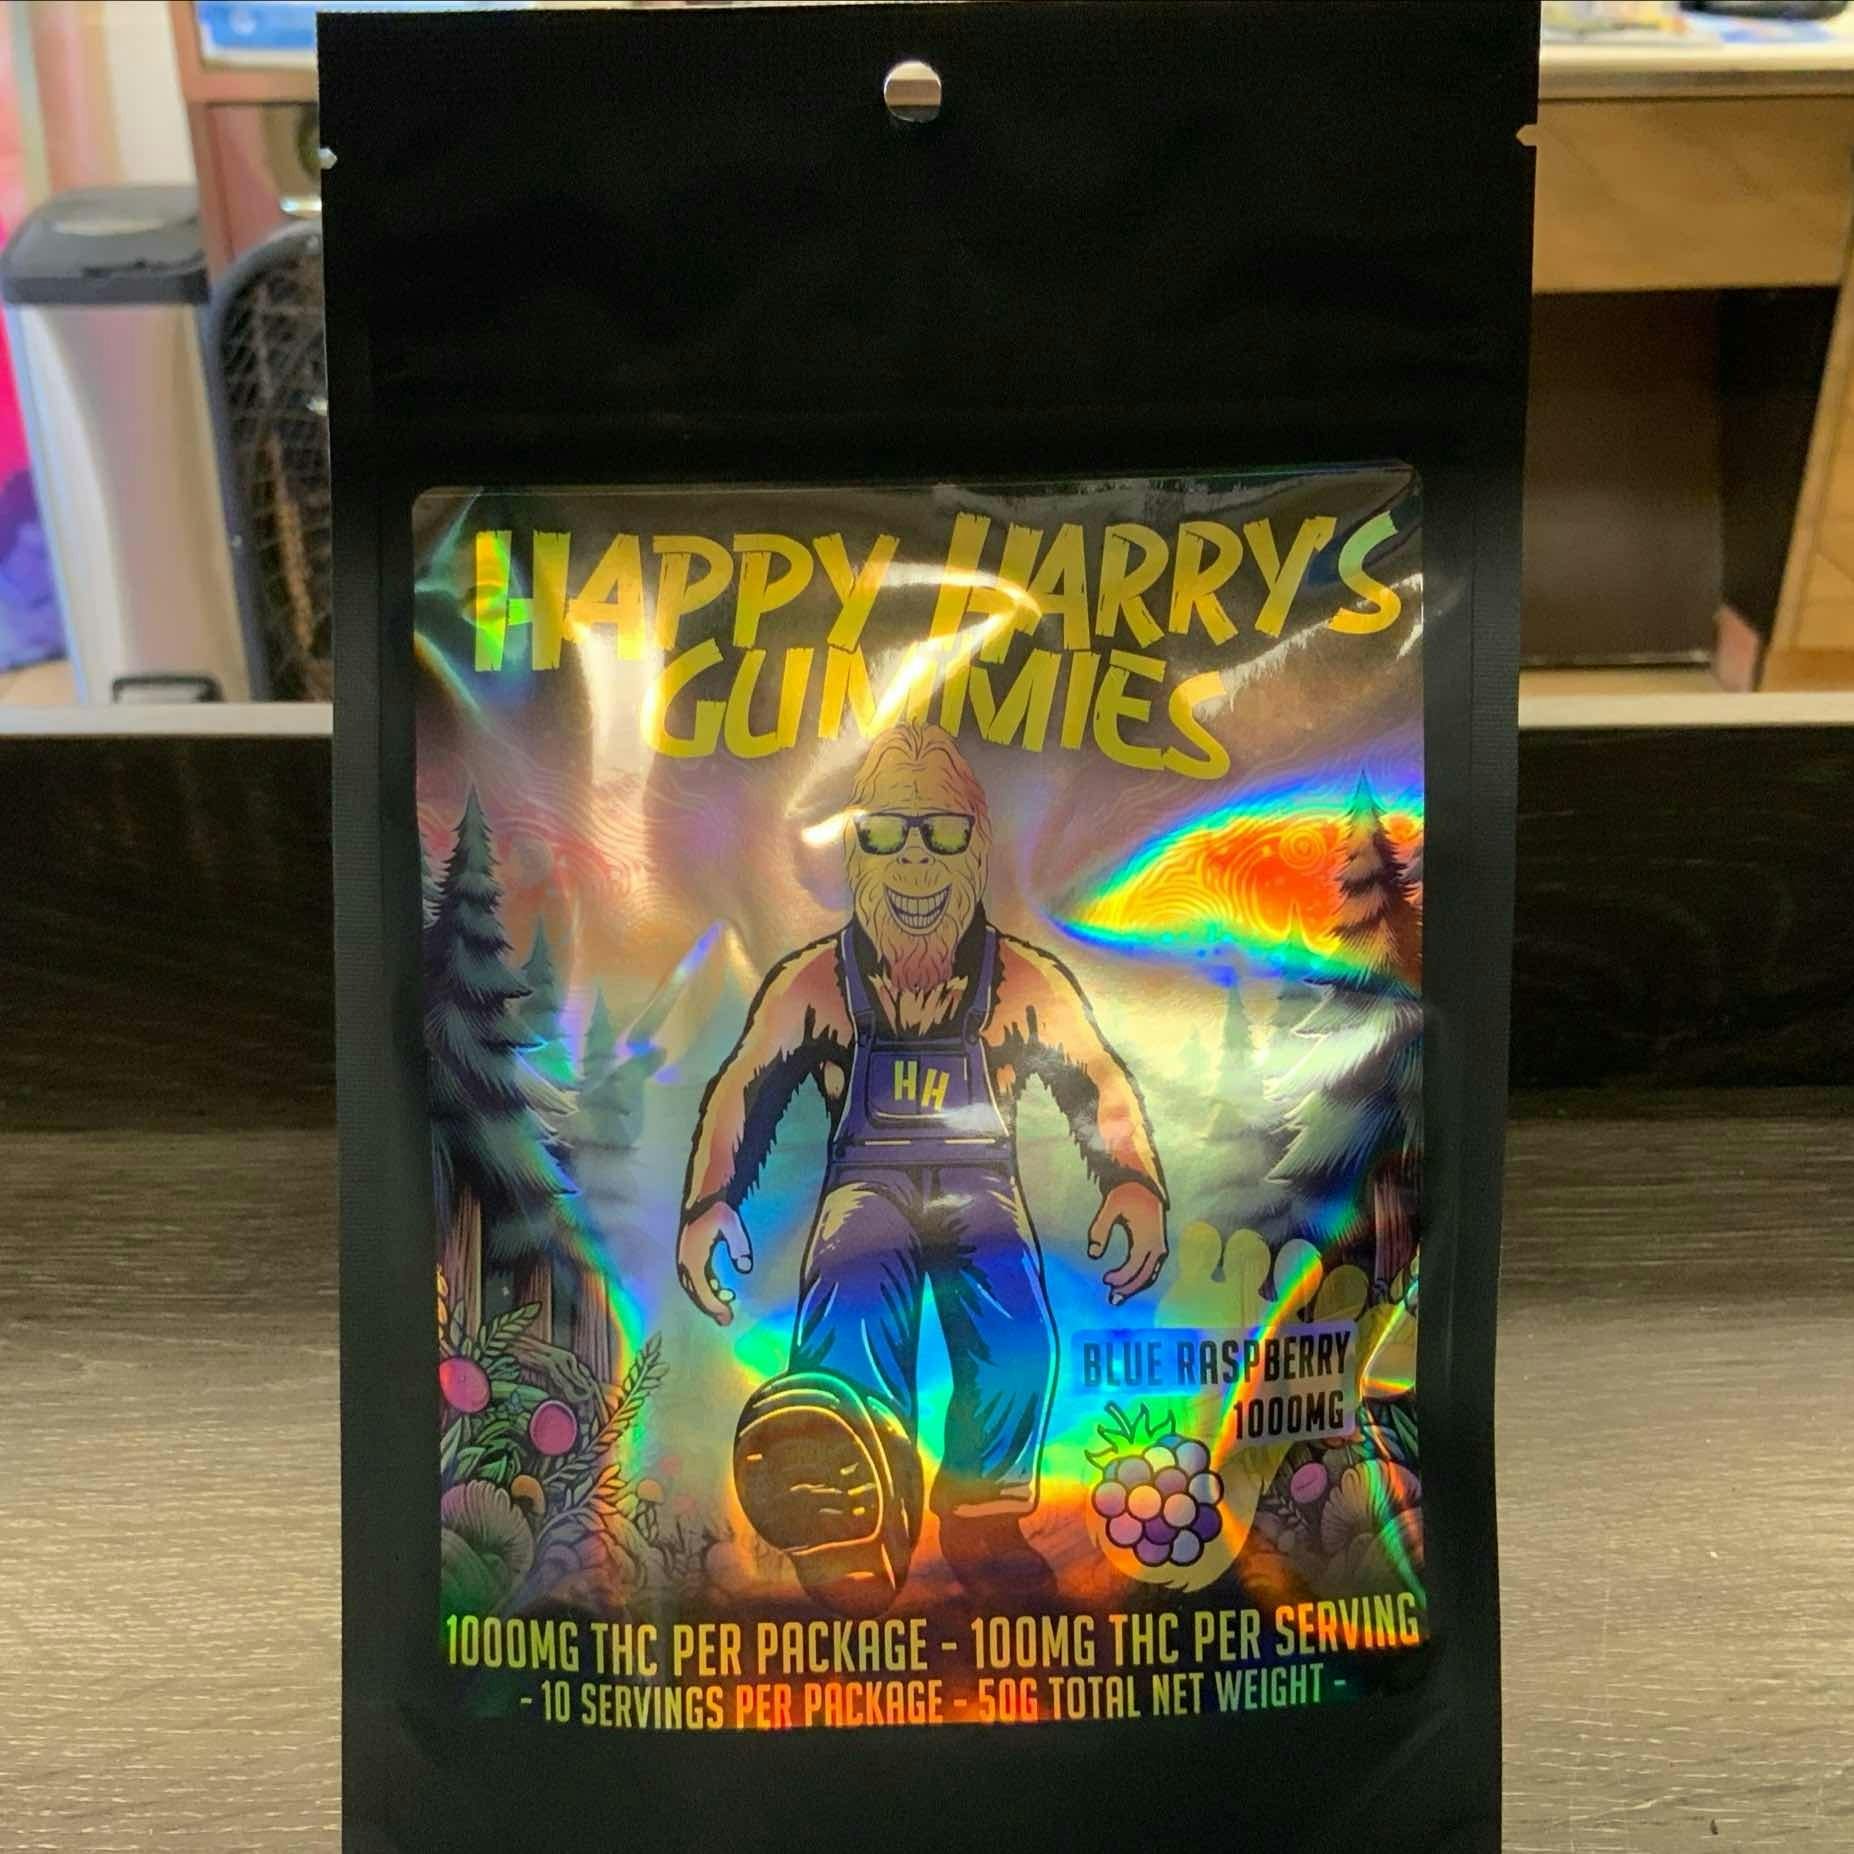 HAPPY HARRY'S
GUMMIES
HH
BLUE RASPBERRY
1000MG
1000MG THC PER PACKAGE - 100MG THC PER SERVING
- 10 SERVINGS PER PACKAGE - 50G TOTAL NET WEIGHT -